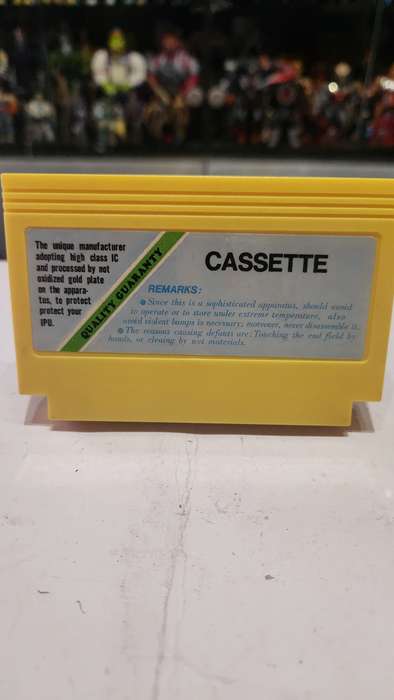 The unique manufacturer
adopting high class IC
and processed by not
oxidized gold plate
on the appara-
tus, to protect
protect your
IPU.
QUALITY GUARANTY
CASSETTE
REMARKS:
● Since this is a sophisticated apparatus, should avoid
to operate or to store under extreme temperature, also
avoid violent bumps is necessary; moreover, never disassemble it.
● The reasons causing defauts are: Touching the end field by
hands, or cleaning by wet materials.